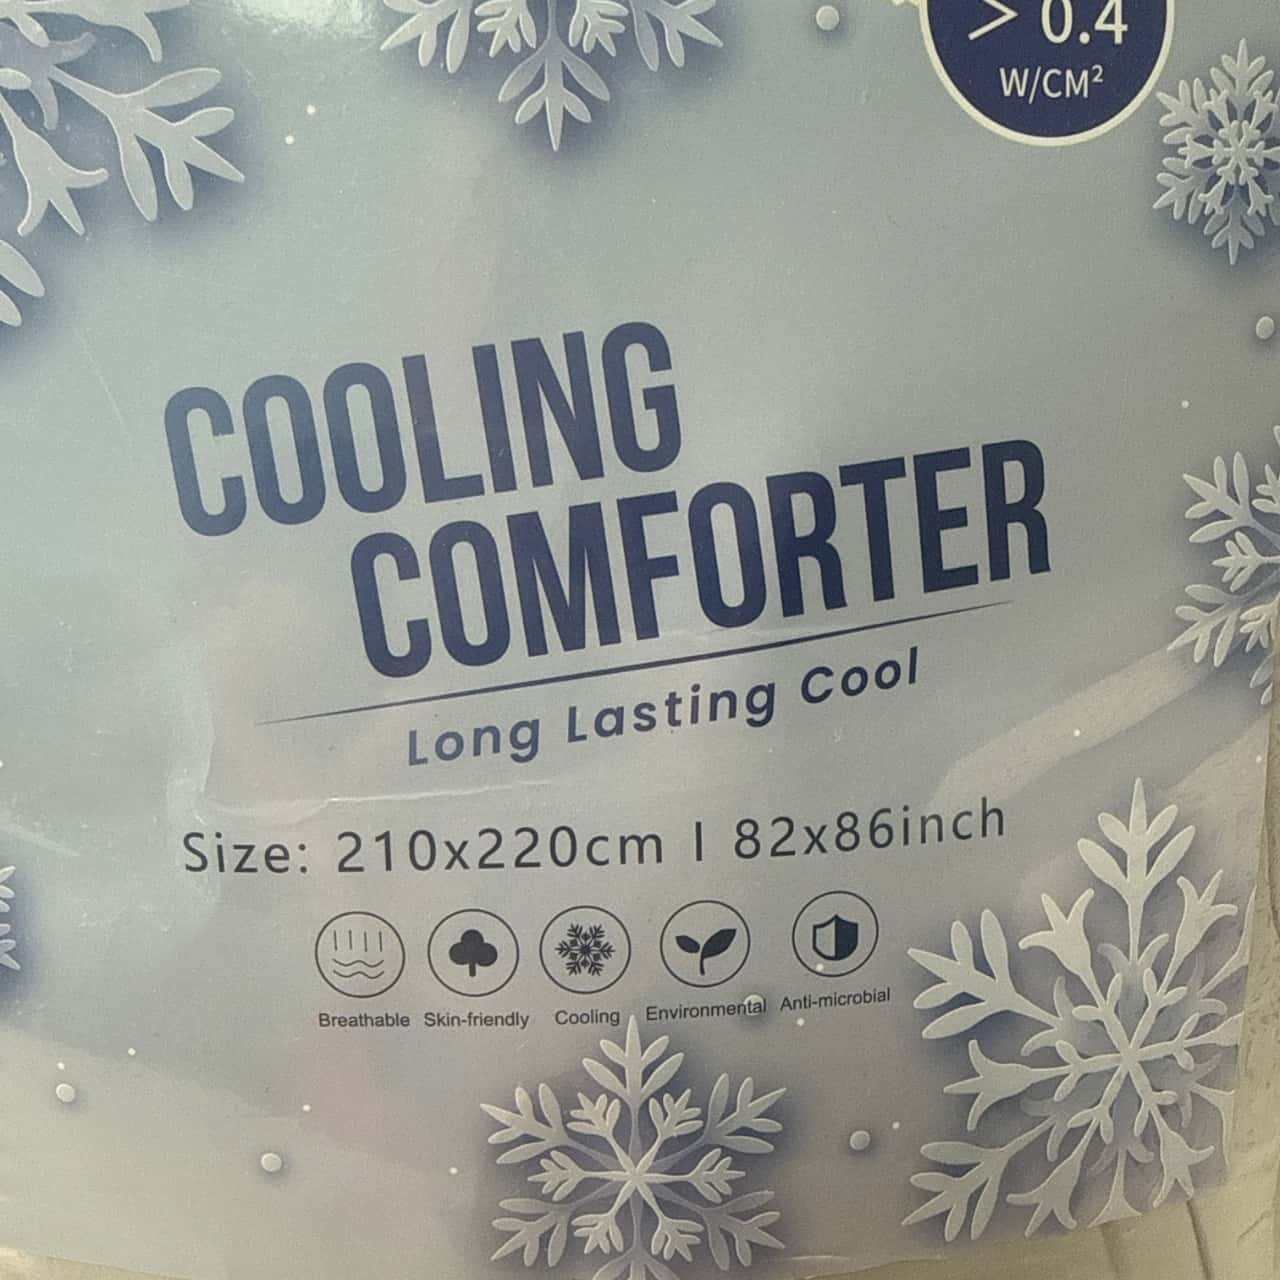 > 0.4
W/CM²
COOLING
COMFORTER
Long Lasting Cool
Size: 210x220cm I 82x86inch
Breathable Skin-friendly Cooling Environmental Anti-microbial